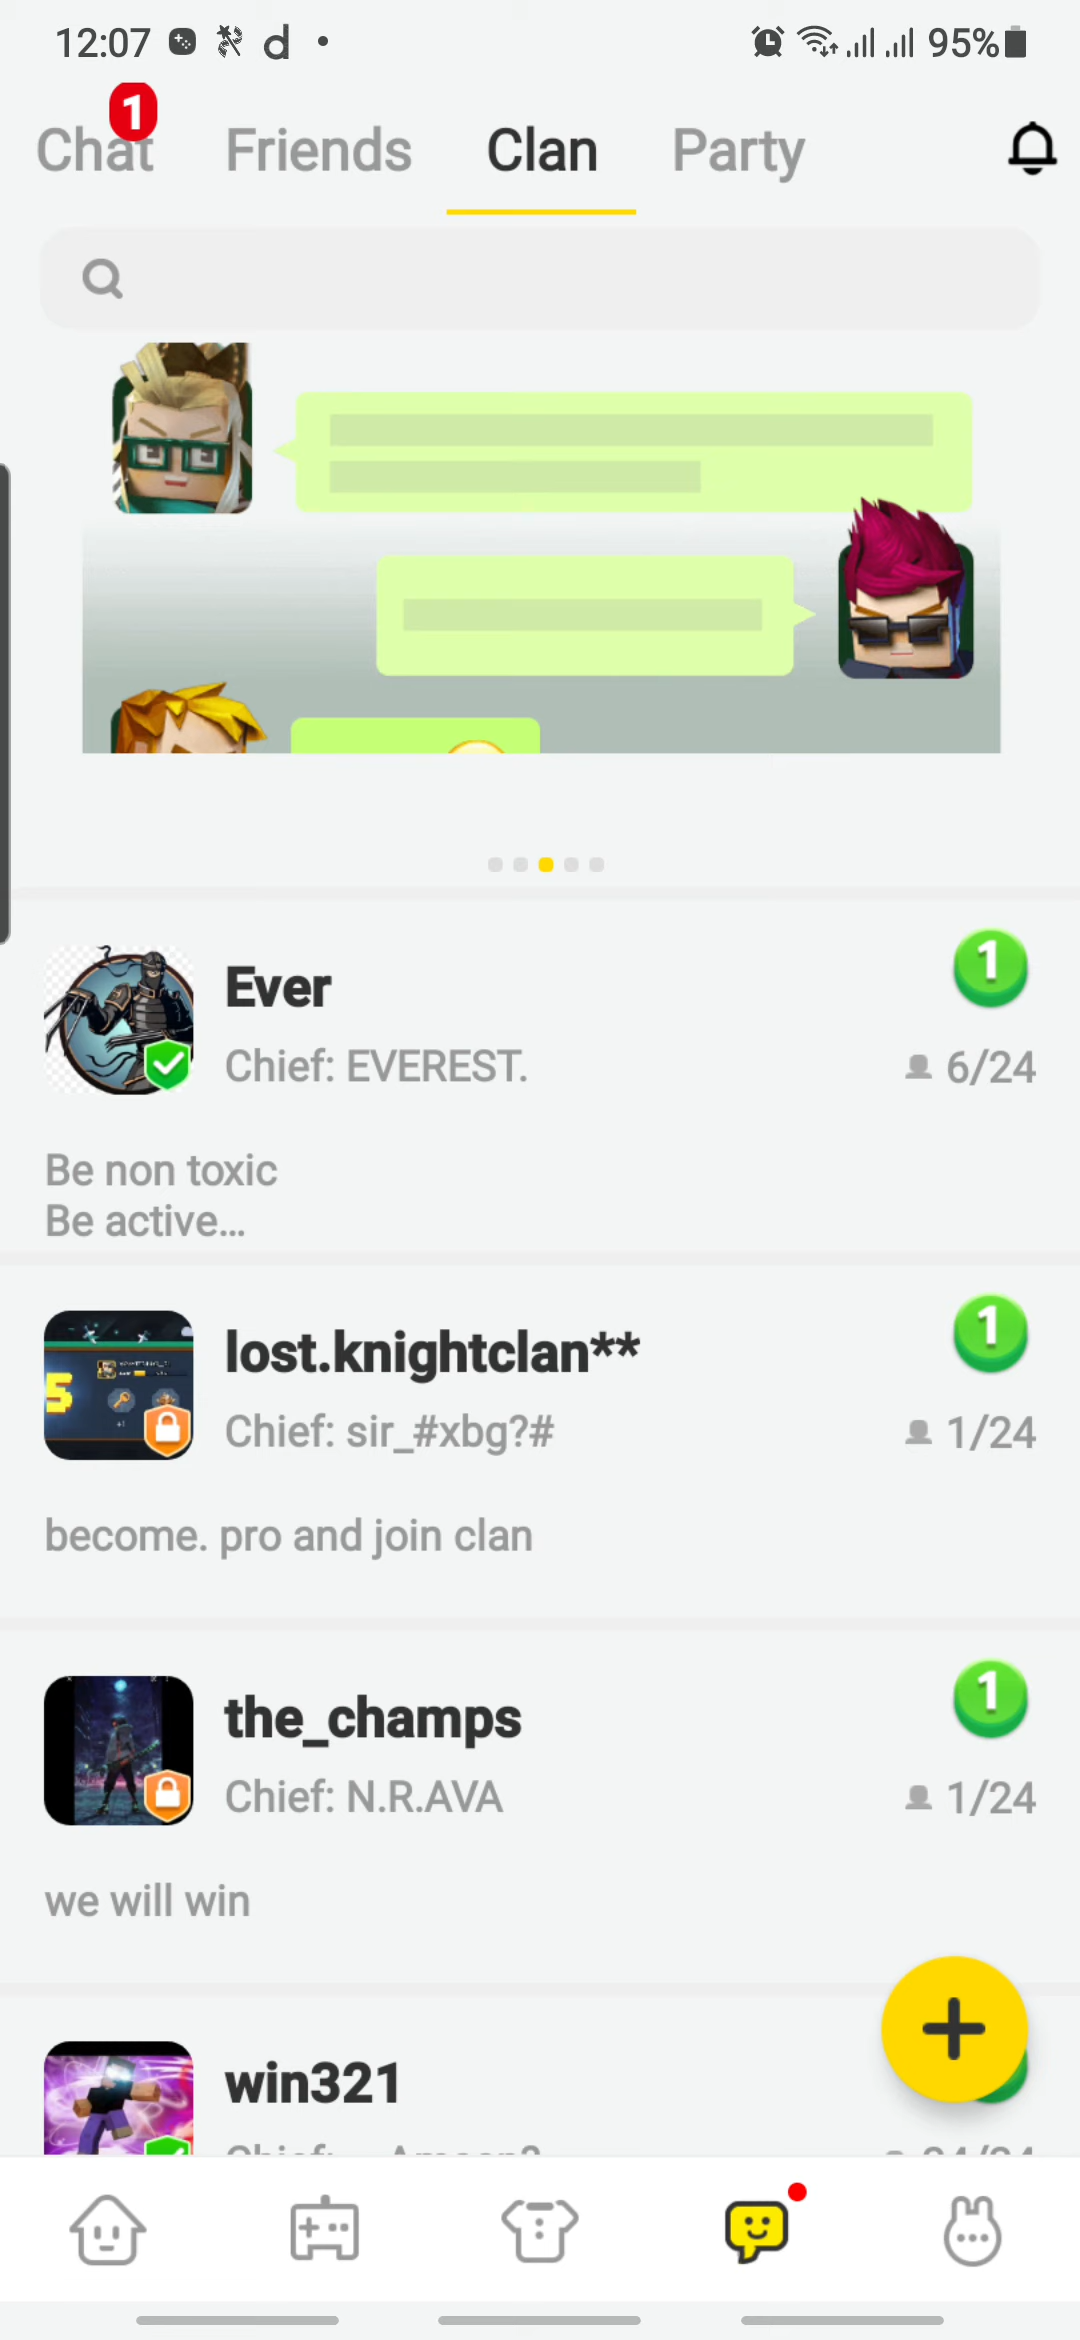 12:07 d 95%
1
Chat Friends Clan Party
Ever 1
Chief: EVEREST. 6/24
Be non toxic
Be active...
lost.knightclan** 1
5
Chief: sir_#xbg?# 1/24
become. pro and join clan
the_champs 1
Chief: N.R.AVA 1/24
we will win
win321